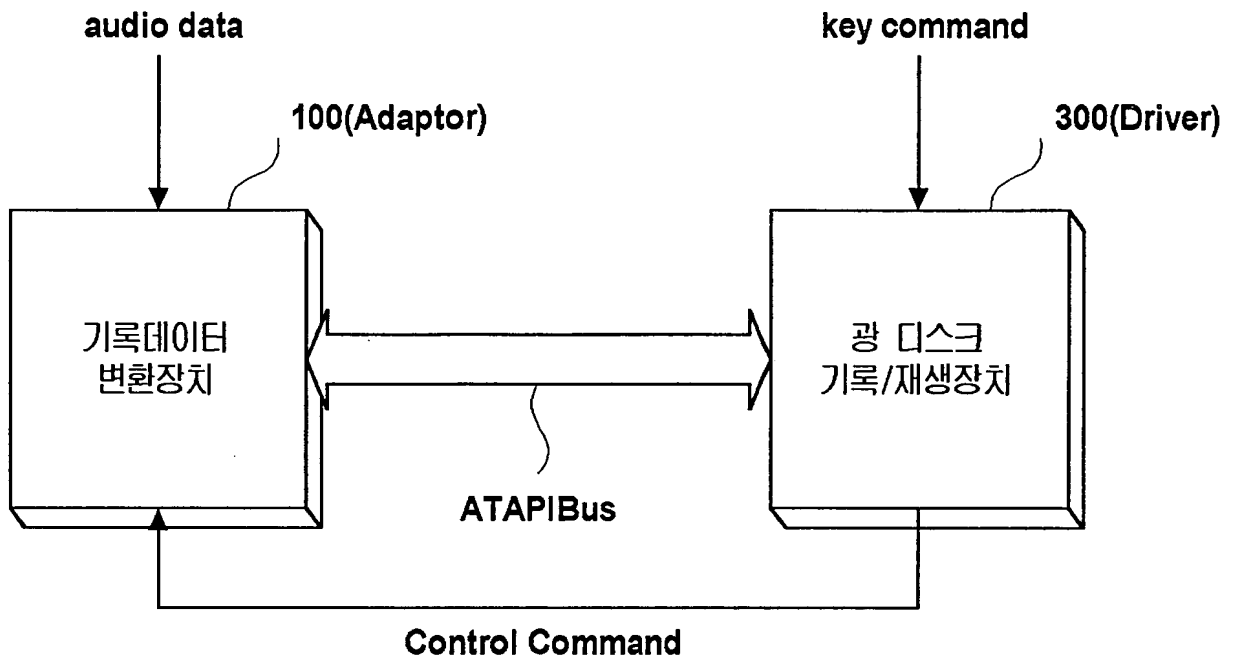 audio data
key command
100(Adaptor)
300(Driver)
기록데이터
변환장치
광 디스크
기록/재생장치
ATAPIBus
Control Command